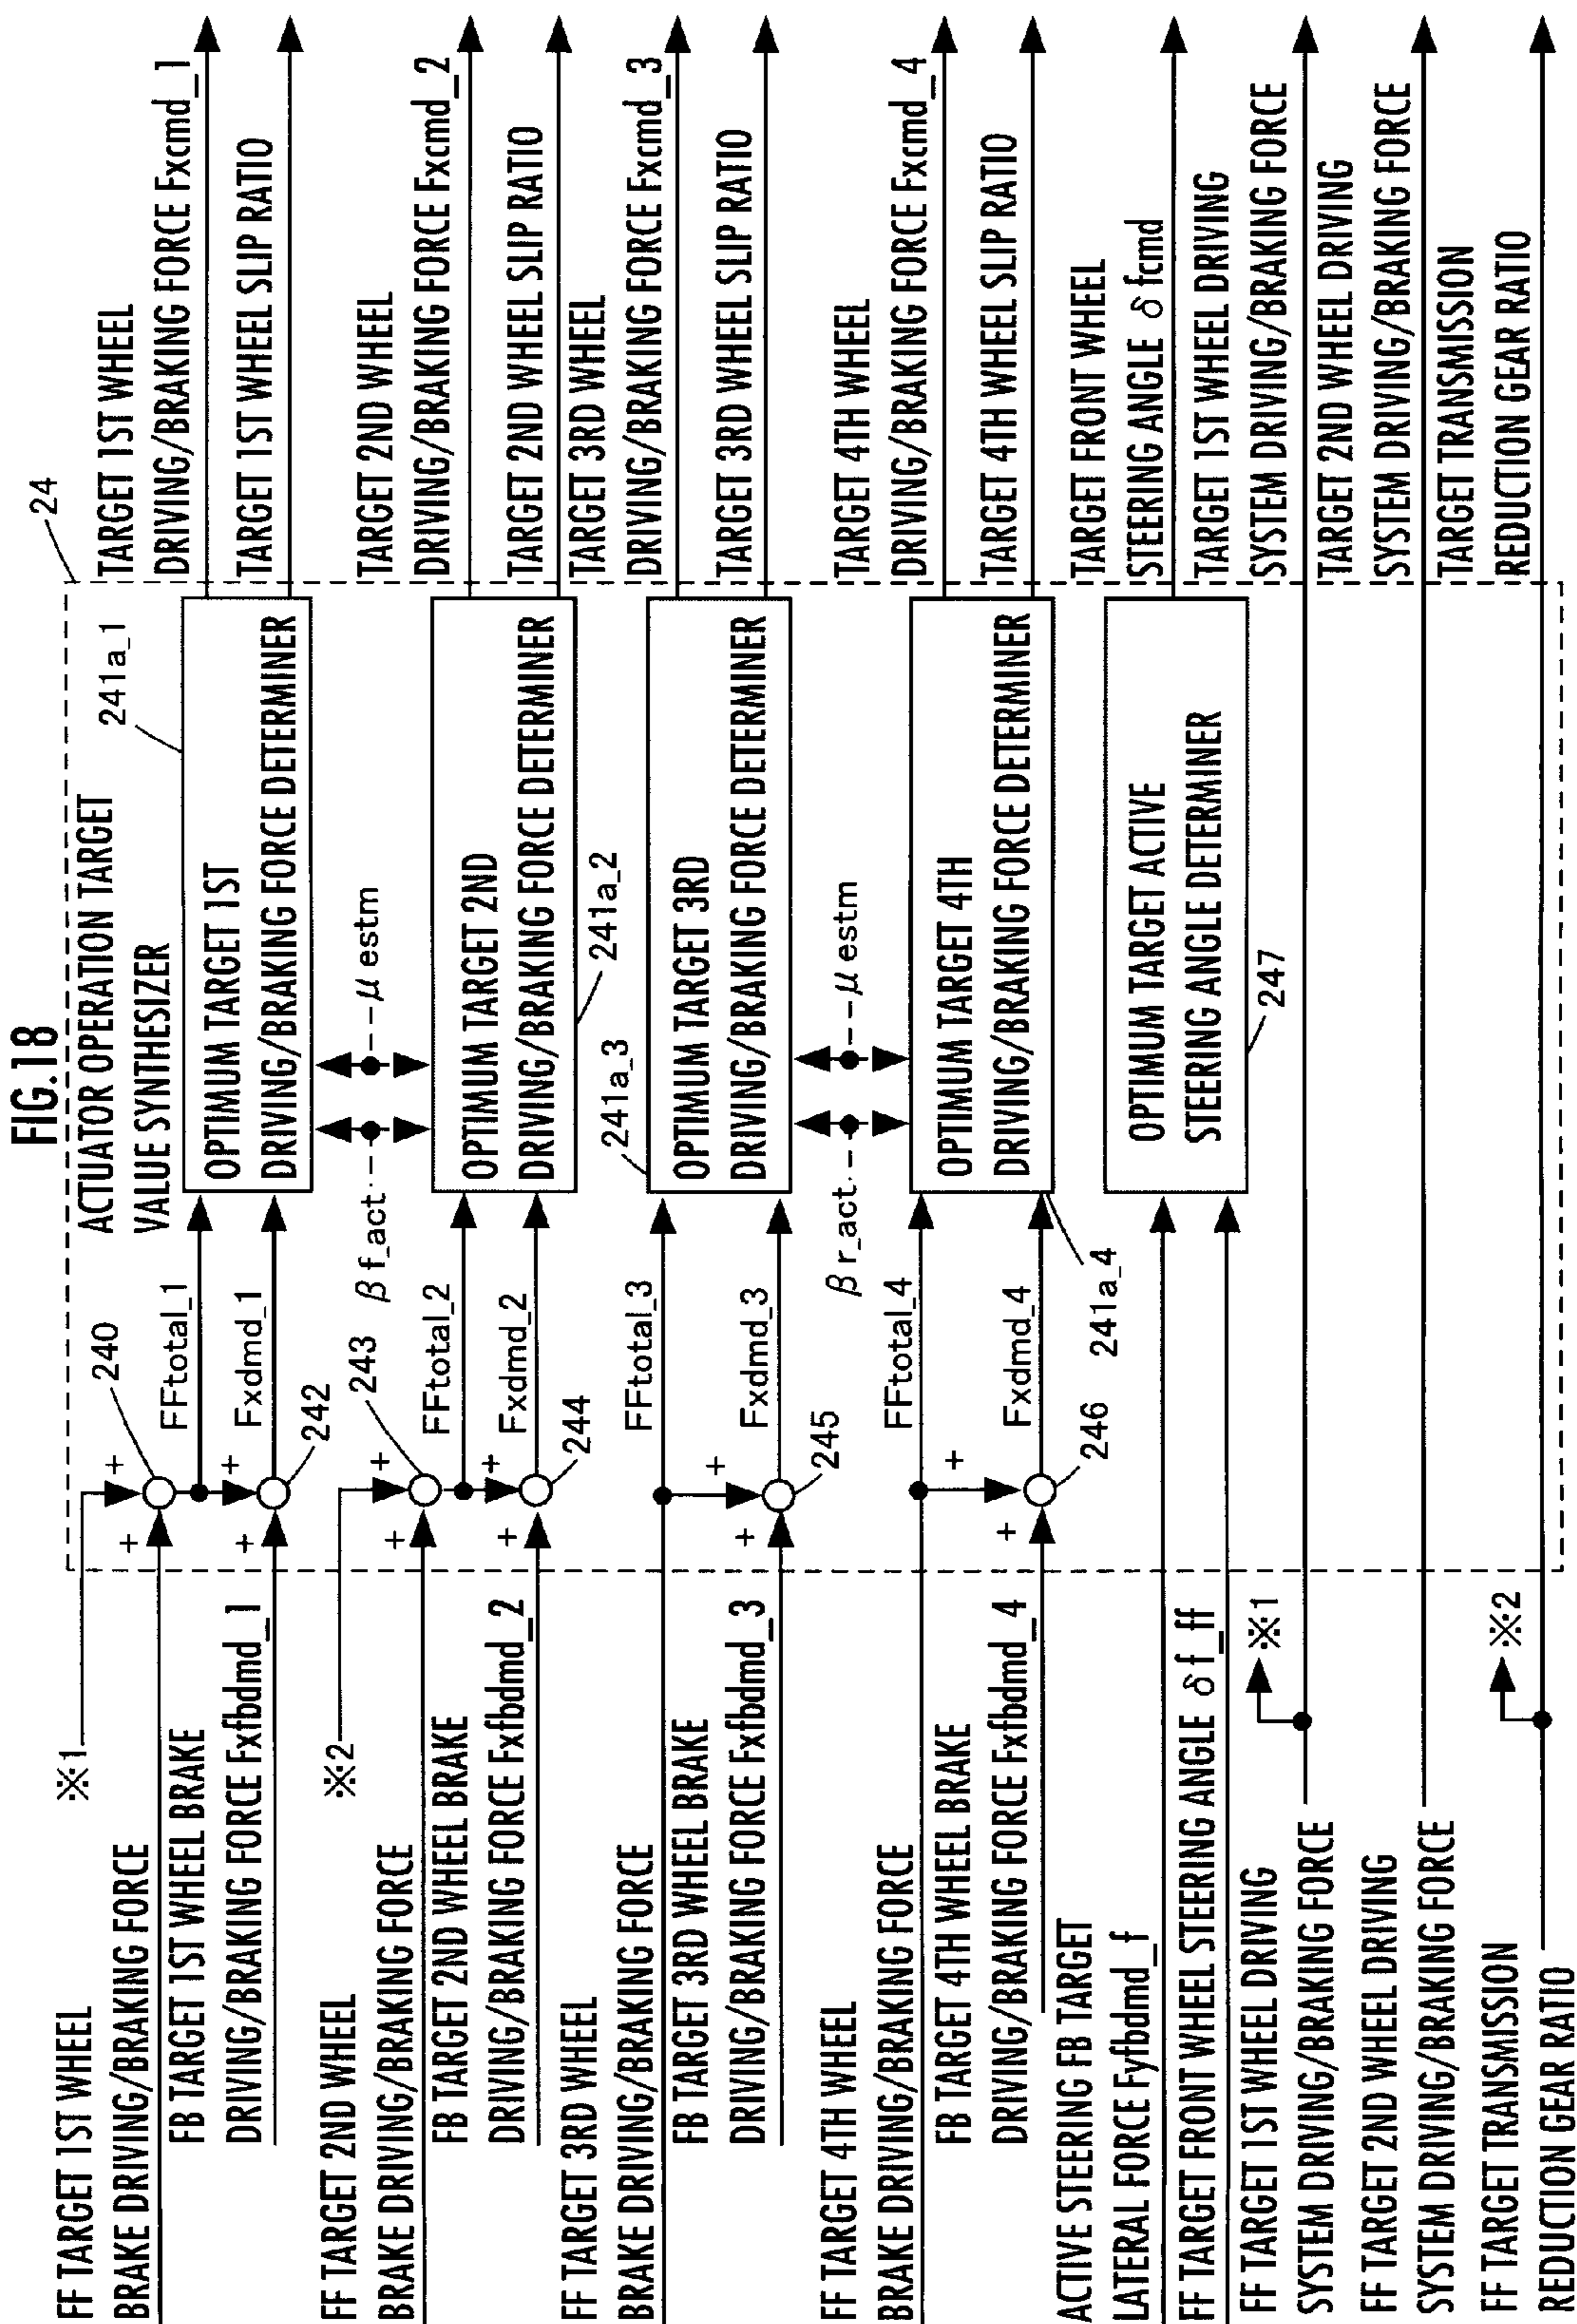 FIG.18
24
ACTUATOR OPERATION TARGET
VALUE SYNTHESIZER
FF TARGET 1ST WHEEL
BRAKE DRIVING/BRAKING FORCE
※1
+
+
240
FFtotal_1
FB TARGET 1ST WHEEL BRAKE
DRIVING/BRAKING FORCE Fxfbdmd_1
+
+
242
Fxdmd_1
241a_1
OPTIMUM TARGET 1ST
DRIVING/BRAKING FORCE DETERMINER
TARGET 1ST WHEEL
DRIVING/BRAKING FORCE Fxcmd_1
TARGET 1ST WHEEL SLIP RATIO
β f_act
μ estm
FF TARGET 2ND WHEEL
BRAKE DRIVING/BRAKING FORCE
※2
+
+
243
FFtotal_2
FB TARGET 2ND WHEEL BRAKE
DRIVING/BRAKING FORCE Fxfbdmd_2
+
+
244
Fxdmd_2
OPTIMUM TARGET 2ND
DRIVING/BRAKING FORCE DETERMINER
241a_2
TARGET 2ND WHEEL
DRIVING/BRAKING FORCE Fxcmd_2
TARGET 2ND WHEEL SLIP RATIO
FF TARGET 3RD WHEEL
BRAKE DRIVING/BRAKING FORCE
FFtotal_3
FB TARGET 3RD WHEEL BRAKE
DRIVING/BRAKING FORCE Fxfbdmd_3
+
+
245
Fxdmd_3
241a_3
OPTIMUM TARGET 3RD
DRIVING/BRAKING FORCE DETERMINER
TARGET 3RD WHEEL
DRIVING/BRAKING FORCE Fxcmd_3
TARGET 3RD WHEEL SLIP RATIO
β r_act
μ estm
FF TARGET 4TH WHEEL
BRAKE DRIVING/BRAKING FORCE
FFtotal_4
FB TARGET 4TH WHEEL BRAKE
DRIVING/BRAKING FORCE Fxfbdmd_4
+
+
246
Fxdmd_4
241a_4
OPTIMUM TARGET 4TH
DRIVING/BRAKING FORCE DETERMINER
TARGET 4TH WHEEL
DRIVING/BRAKING FORCE Fxcmd_4
TARGET 4TH WHEEL SLIP RATIO
ACTIVE STEERING FB TARGET
LATERAL FORCE Fyfbdmd_f
FF TARGET FRONT WHEEL STEERING ANGLE δ f_ff
OPTIMUM TARGET ACTIVE
STEERING ANGLE DETERMINER
247
TARGET FRONT WHEEL
STEERING ANGLE δ fcmd
FF TARGET 1ST WHEEL DRIVING
SYSTEM DRIVING/BRAKING FORCE
※1
TARGET 1ST WHEEL DRIVING
SYSTEM DRIVING/BRAKING FORCE
FF TARGET 2ND WHEEL DRIVING
SYSTEM DRIVING/BRAKING FORCE
TARGET 2ND WHEEL DRIVING
SYSTEM DRIVING/BRAKING FORCE
FF TARGET TRANSMISSION
REDUCTION GEAR RATIO
※2
TARGET TRANSMISSION
REDUCTION GEAR RATIO